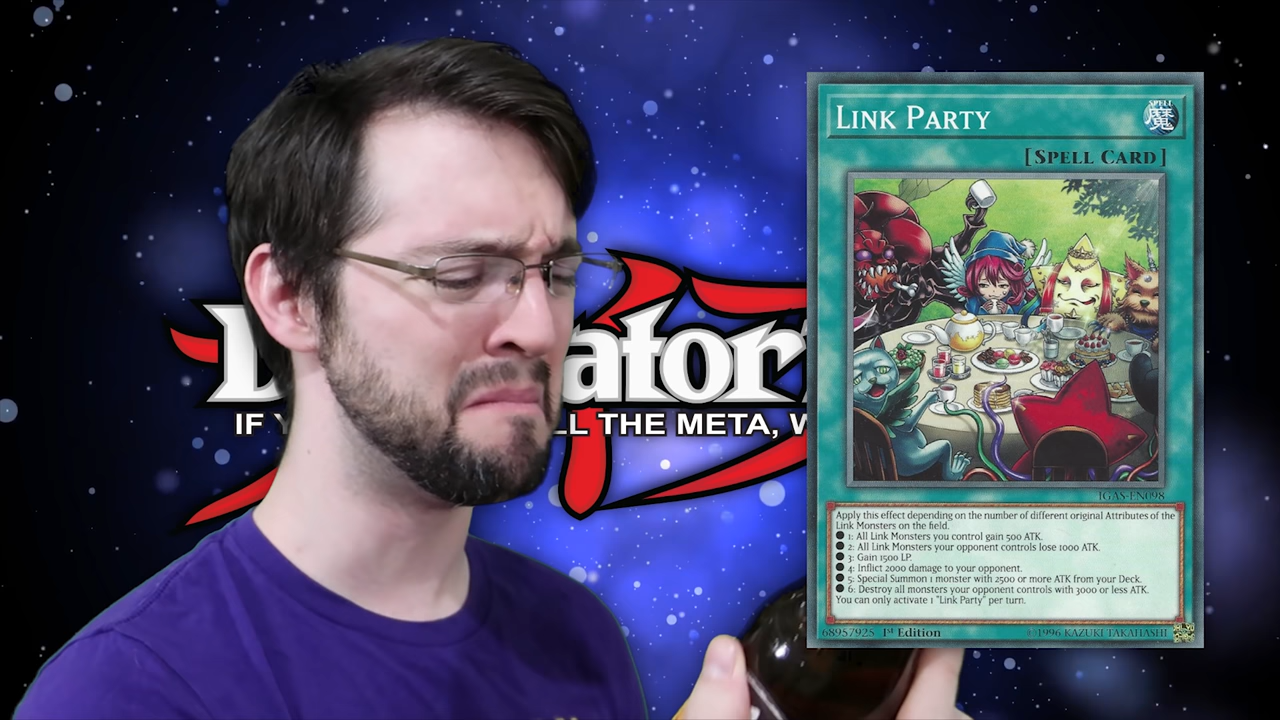 LINK PARTY
SPELL
魔
[SPELL CARD]
ator
IF Y LL THE META, W
IGAS-EN098
Apply this effect depending on the number of different original Attributes of the
Link Monsters on the field.
● 1: All Link Monsters you control gain 500 ATK.
● 2: All Link Monsters your opponent controls lose 1000 ATK.
● 3: Gain 1500 LP.
● 4: Inflict 2000 damage to your opponent.
● 5: Special Summon 1 monster with 2500 or more ATK from your Deck.
● 6: Destroy all monsters your opponent controls with 3000 or less ATK.
You can only activate 1 "Link Party" per turn.
68957925 1st Edition ©1996 KAZUKI TAKAHASHI